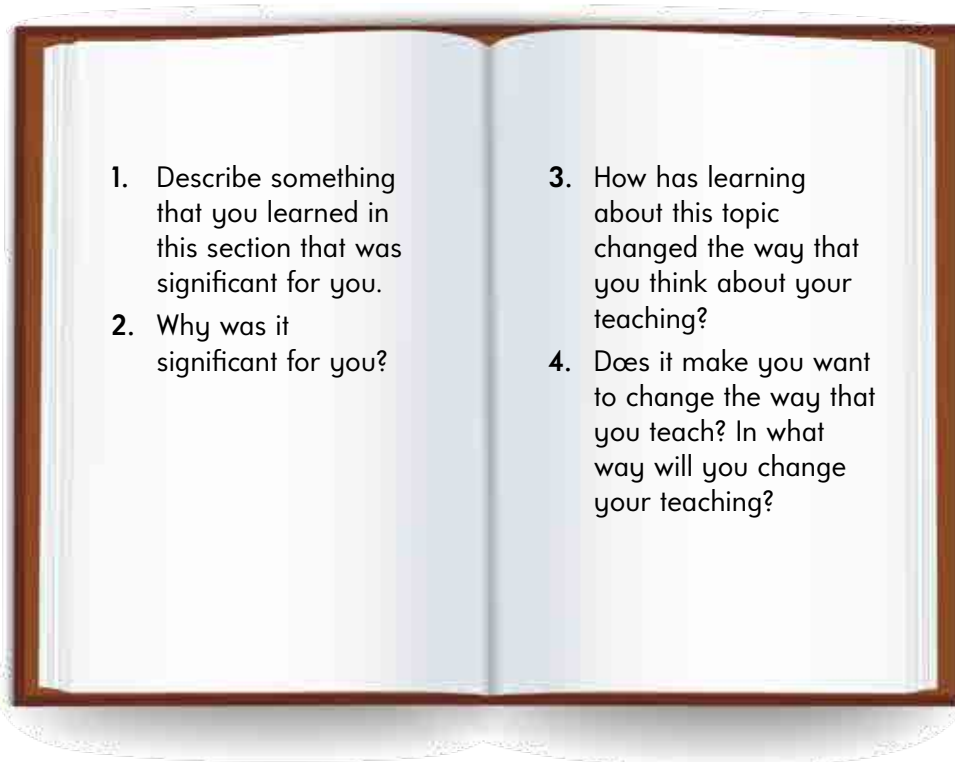 1. Describe something
that you learned in
this section that was
significant for you.
2. Why was it
significant for you?
3. How has learning
about this topic
changed the way that
you think about your
teaching?
4. Does it make you want
to change the way that
you teach? In what
way will you change
your teaching?